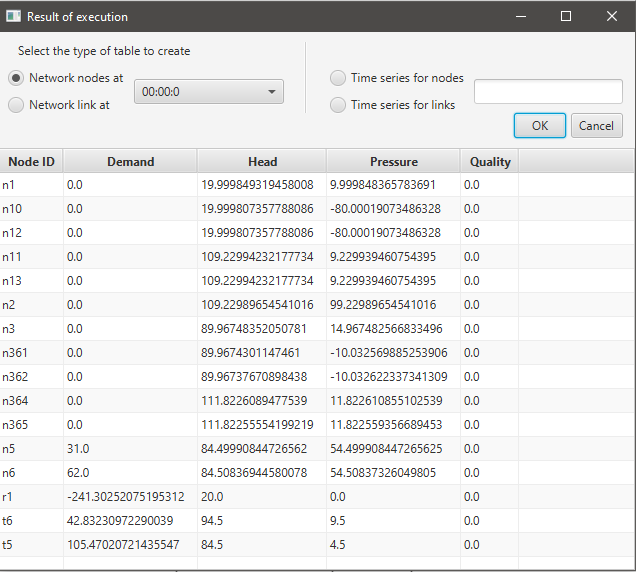 Result of execution
Select the type of table to create
Network nodes at 00:00:0 Time series for nodes
Network link at Time series for links
OK Cancel
Node ID Demand Head Pressure Quality
n1 0.0 19.999849319458008 9.999848365783691 0.0
n10 0.0 19.999807357788086 -80.00019073486328 0.0
n12 0.0 19.999807357788086 -80.00019073486328 0.0
n11 0.0 109.22994232177734 9.229939460754395 0.0
n13 0.0 109.22994232177734 9.229939460754395 0.0
n2 0.0 109.22989654541016 99.22989654541016 0.0
n3 0.0 89.96748352050781 14.967482566833496 0.0
n361 0.0 89.9674301147461 -10.032569885253906 0.0
n362 0.0 89.96737670898438 -10.032622337341309 0.0
n364 0.0 111.8226089477539 11.822610855102539 0.0
n365 0.0 111.82255554199219 11.822559356689453 0.0
n5 31.0 84.49990844726562 54.499908447265625 0.0
n6 62.0 84.50836944580078 54.50837326049805 0.0
r1 -241.30252075195312 20.0 0.0 0.0
t6 42.83230972290039 94.5 9.5 0.0
t5 105.47020721435547 84.5 4.5 0.0